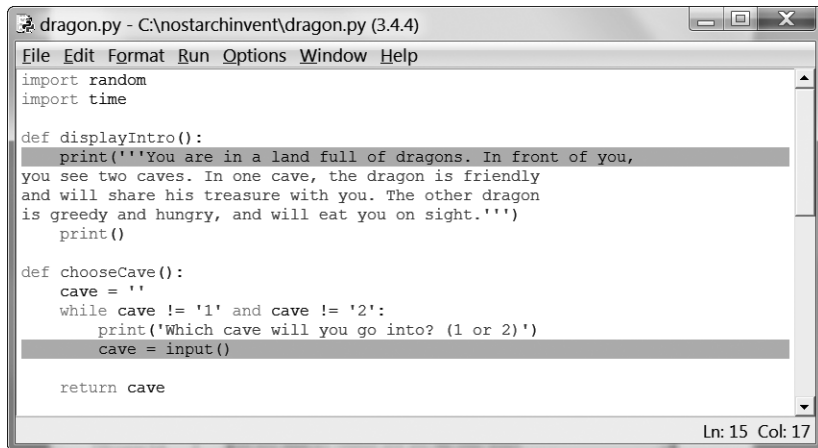 dragon.py - C:\nostarchinvent\dragon.py (3.4.4)
File Edit Format Run Options Window Help
import random
import time
def displayIntro():
    print('''You are in a land full of dragons. In front of you,
you see two caves. In one cave, the dragon is friendly
and will share his treasure with you. The other dragon
is greedy and hungry, and will eat you on sight.''')
    print()
def chooseCave():
    cave = ''
    while cave != '1' and cave != '2':
        print('Which cave will you go into? (1 or 2)')
        cave = input()
    return cave
Ln: 15 Col: 17